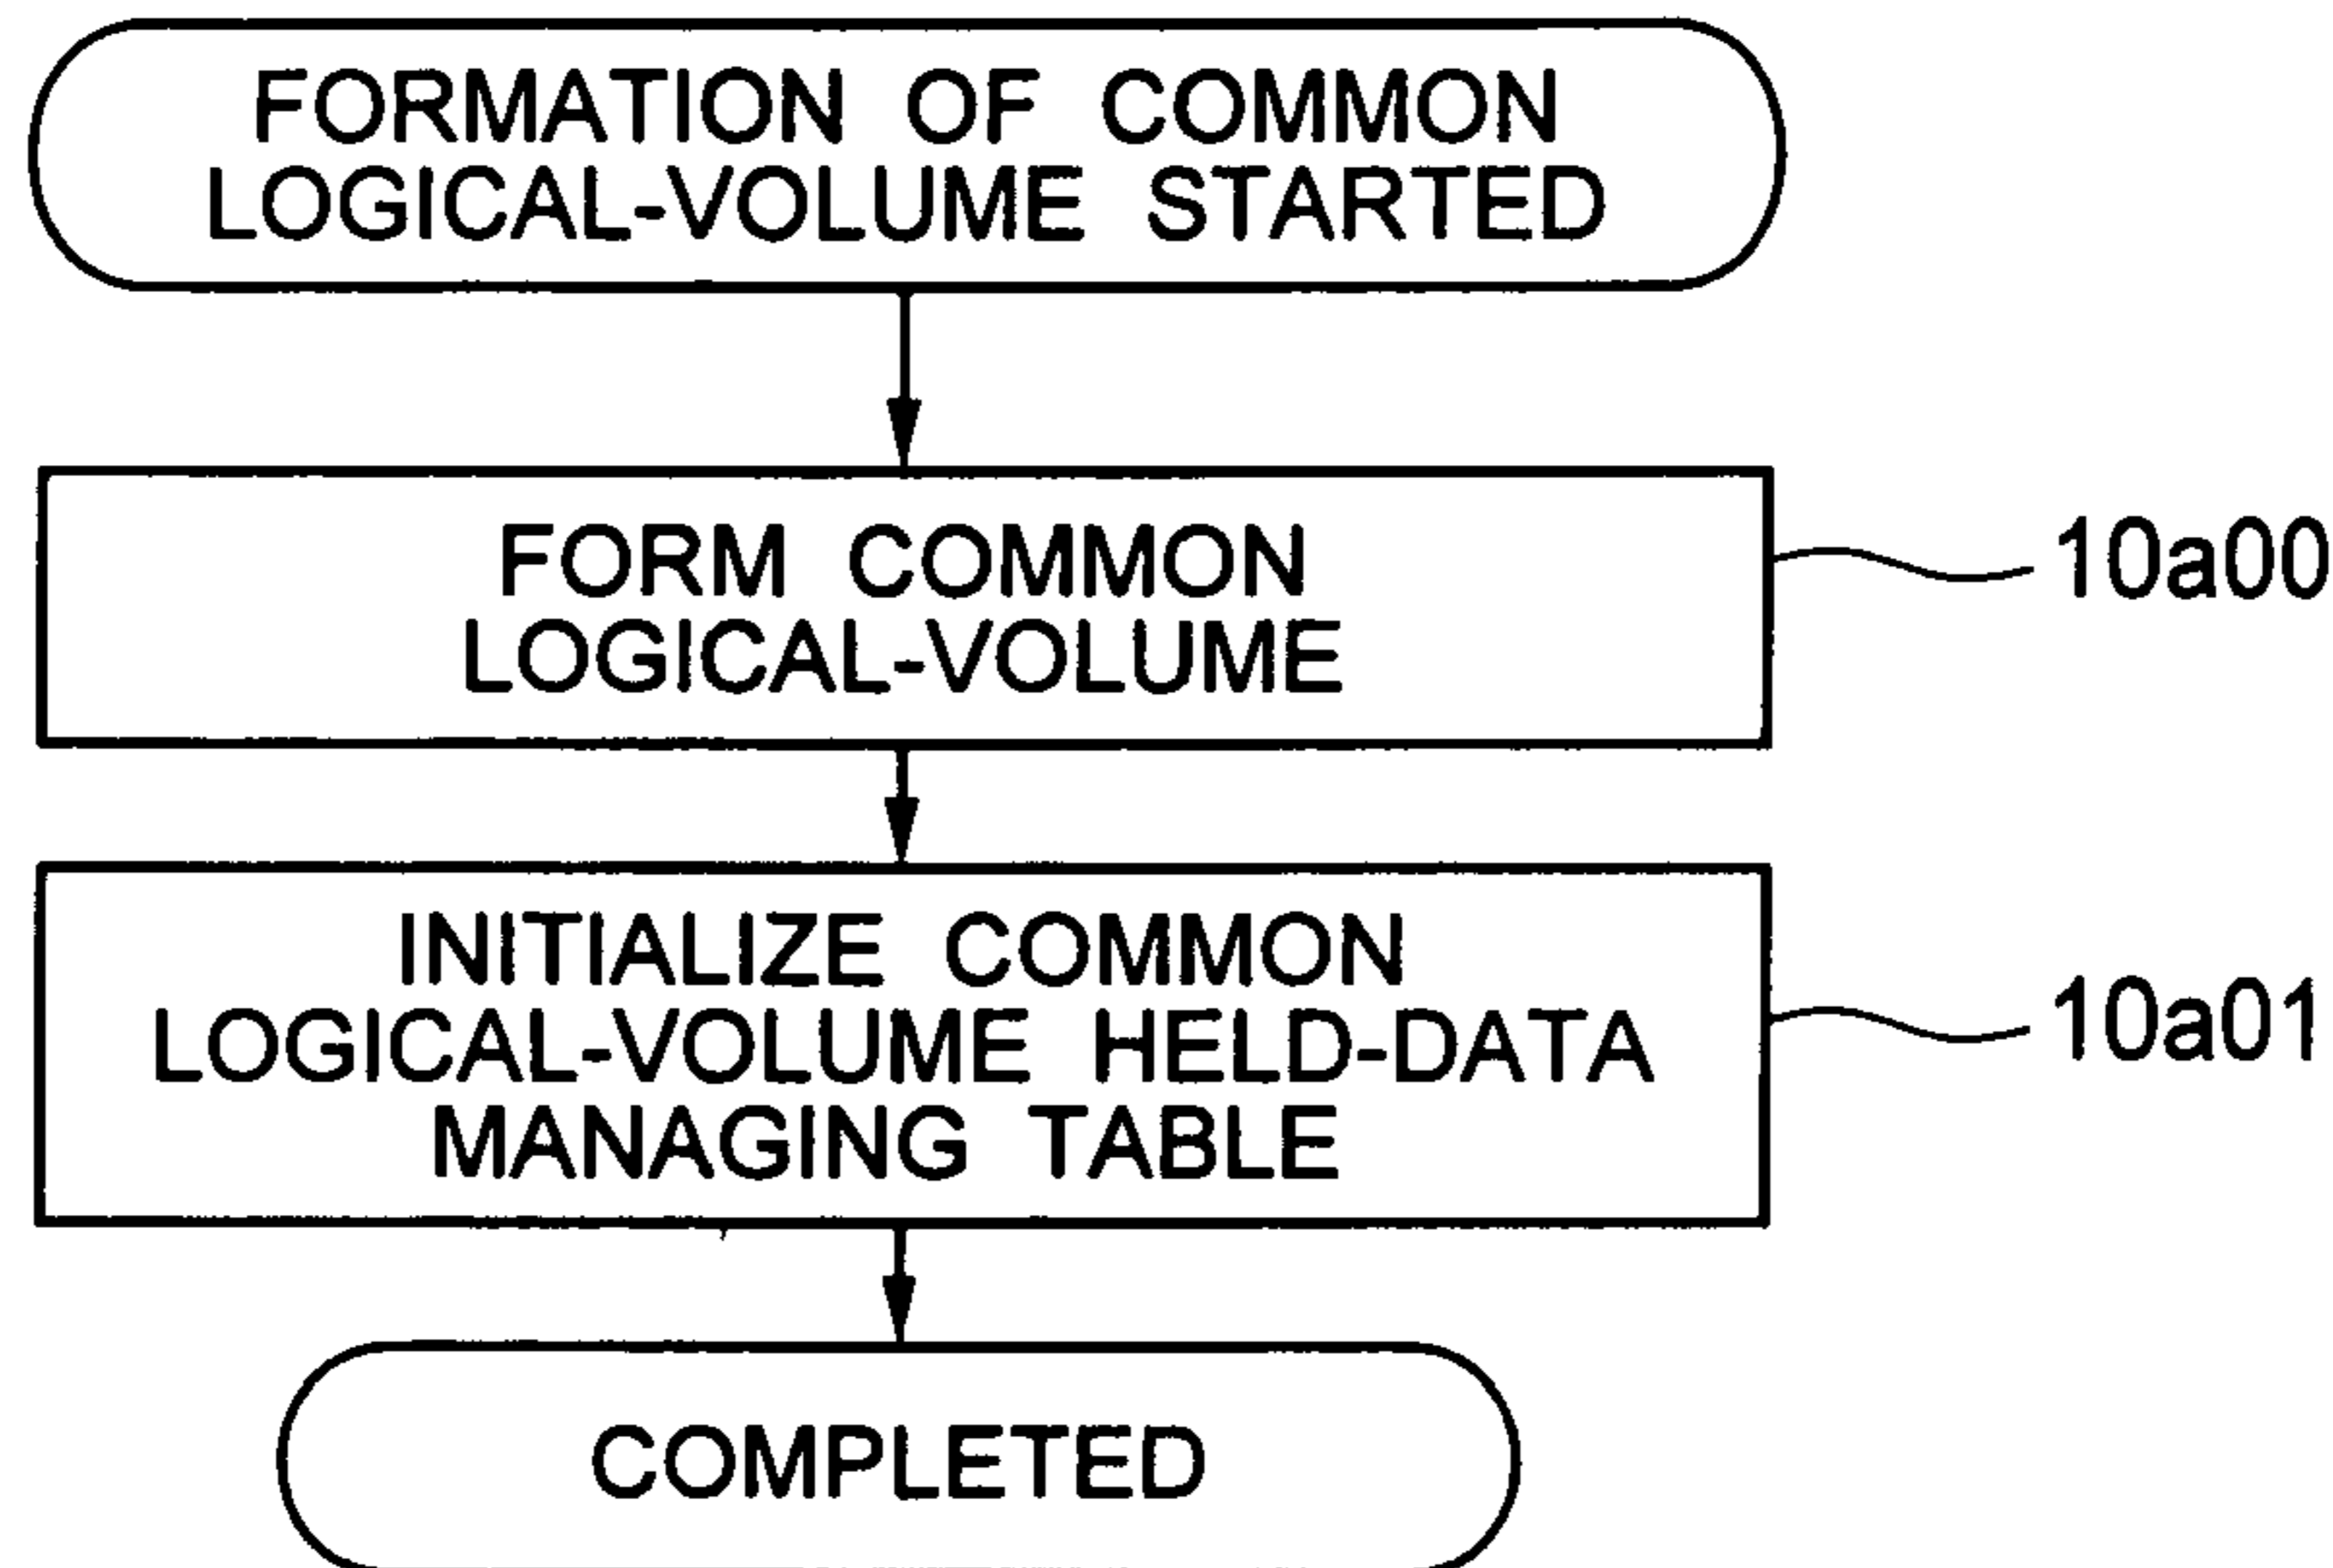 FORMATION OF COMMON
LOGICAL-VOLUME STARTED
FORM COMMON
LOGICAL-VOLUME
10a00
INITIALIZE COMMON
LOGICAL-VOLUME HELD-DATA
MANAGING TABLE
10a01
COMPLETED